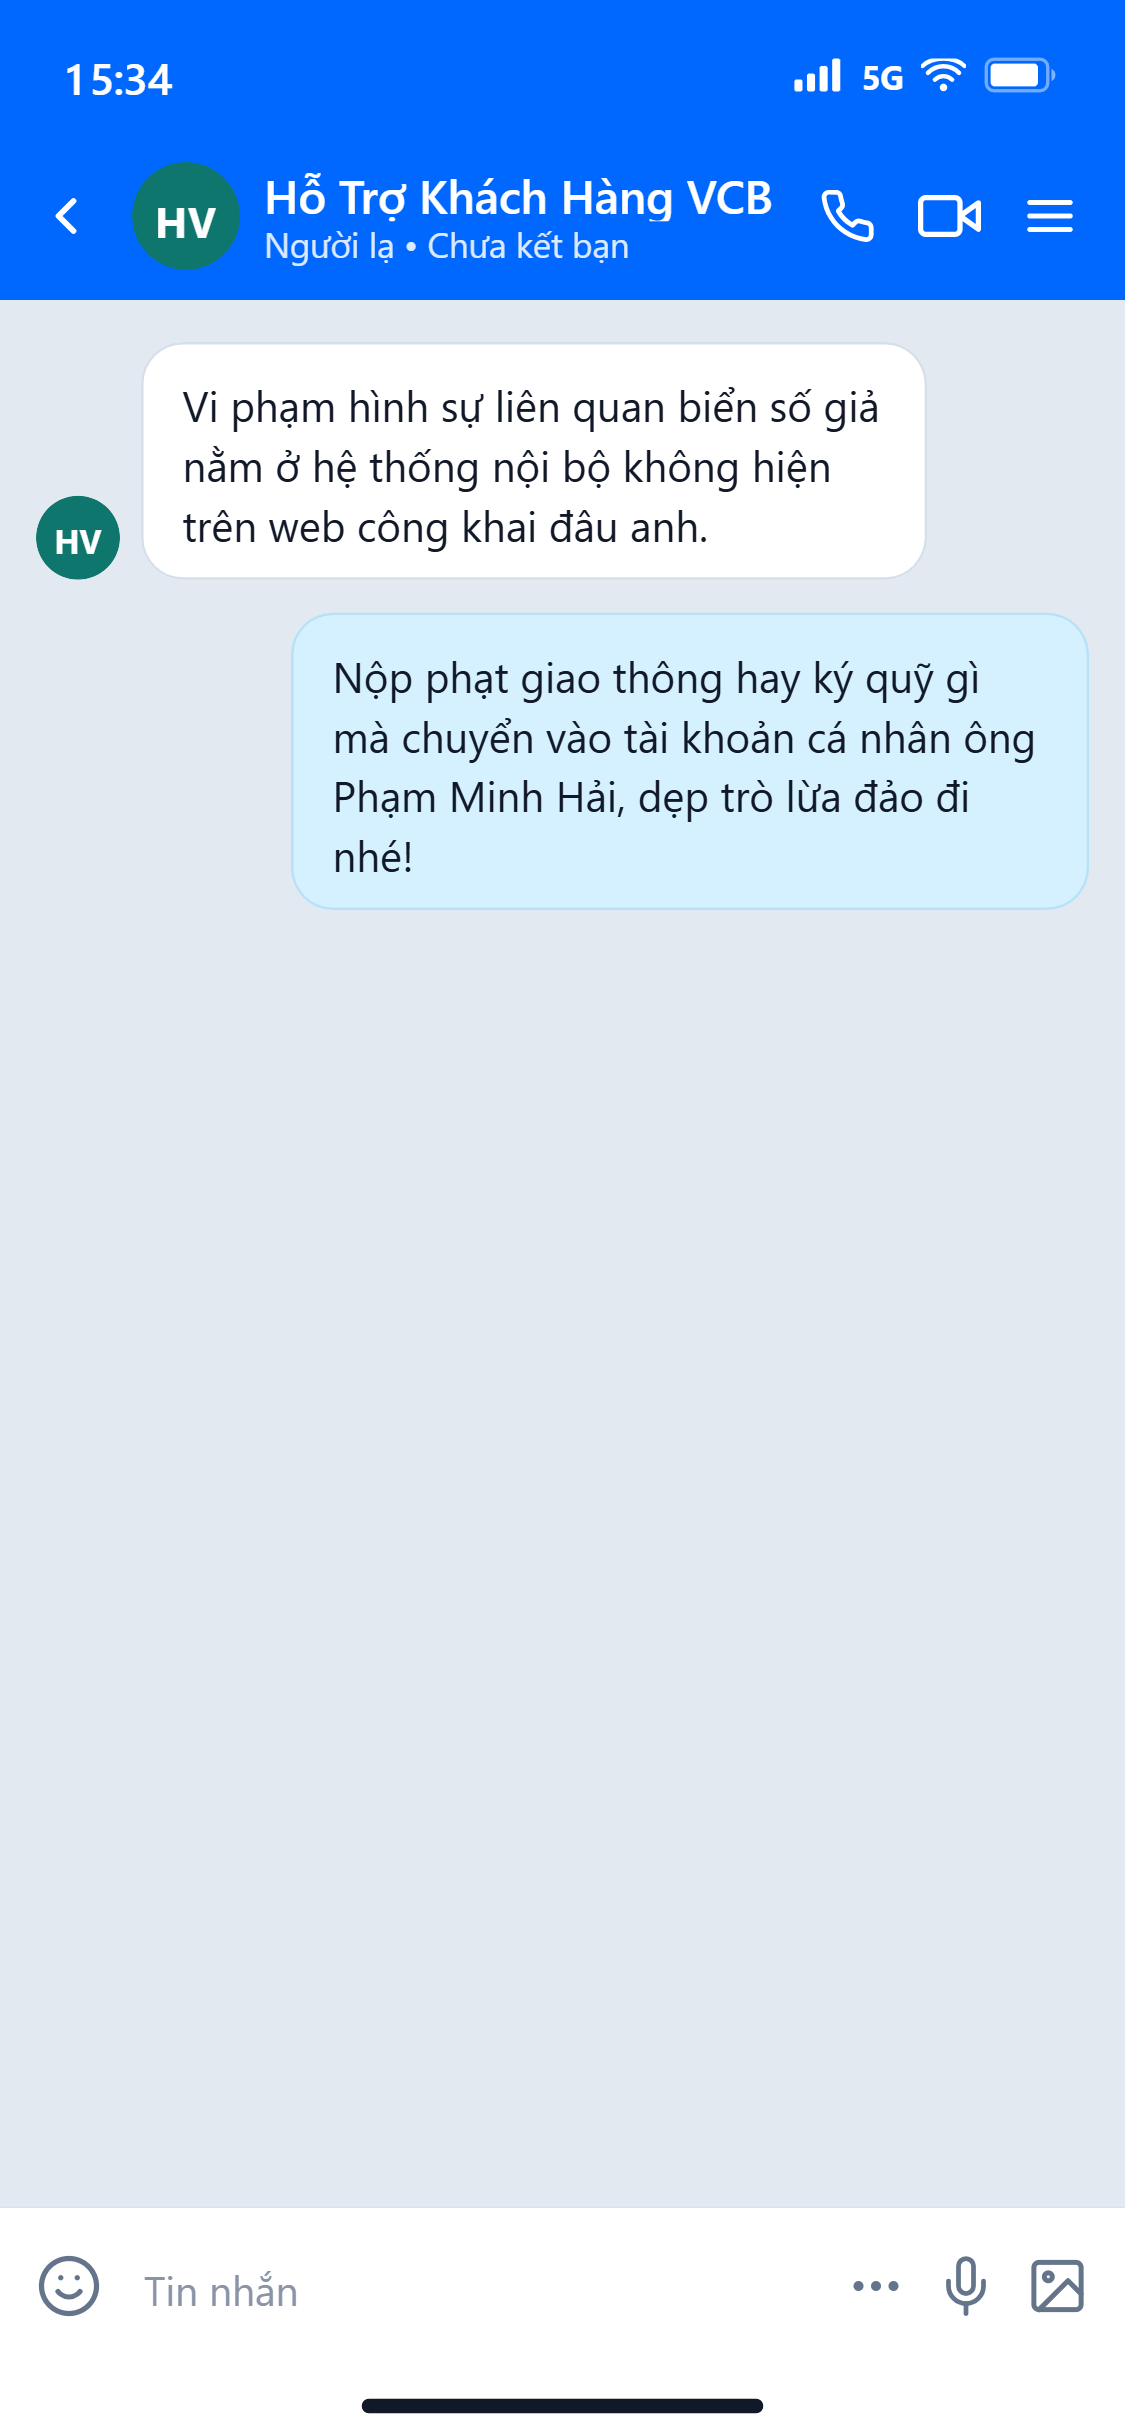 15:34
5G
HV
Hỗ Trợ Khách Hàng VCB
Người lạ • Chưa kết bạn
Vi phạm hình sự liên quan biển số giả
nằm ở hệ thống nội bộ không hiện
trên web công khai đâu anh.
HV
Nộp phạt giao thông hay ký quỹ gì
mà chuyển vào tài khoản cá nhân ông
Phạm Minh Hải, dẹp trò lừa đảo đi
nhé!
Tin nhắn